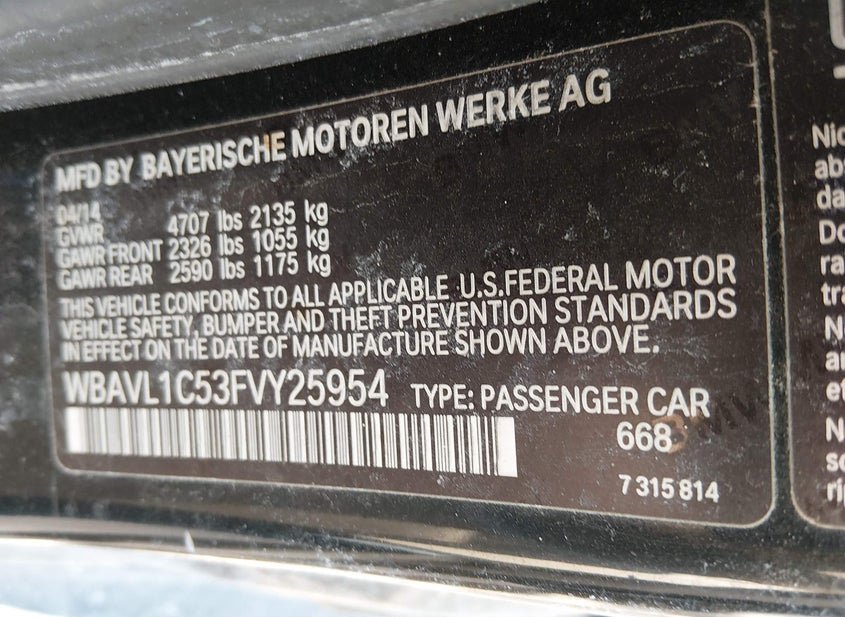 MFD BY BAYERISCHE MOTOREN WERKE AG
04/14
GVWR 4707 lbs 2135 kg
GAWR FRONT 2326 lbs 1055 kg
GAWR REAR 2590 lbs 1175 kg
THIS VEHICLE CONFORMS TO ALL APPLICABLE U.S.FEDERAL MOTOR
VEHICLE SAFETY, BUMPER AND THEFT PREVENTION STANDARDS
IN EFFECT ON THE DATE OF MANUFACTURE SHOWN ABOVE.
WBAVL1C53FVY25954 TYPE: PASSENGER CAR
668
7 315 814